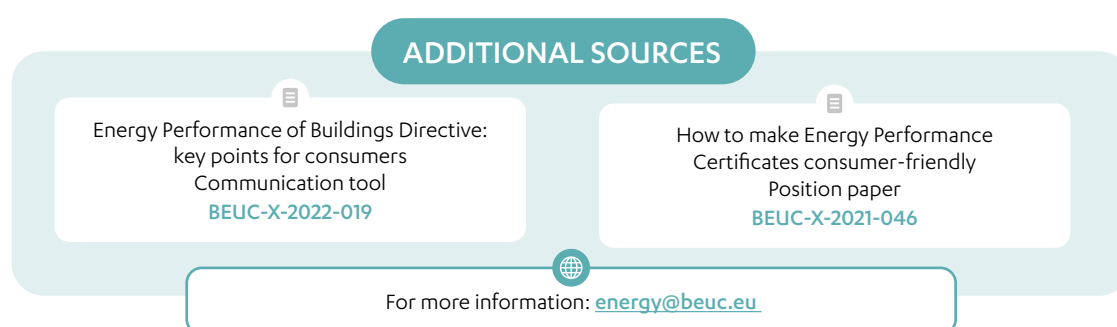 ADDITIONAL SOURCES
Energy Performance of Buildings Directive:
key points for consumers
Communication tool
BEUC-X-2022-019
How to make Energy Performance
Certificates consumer-friendly
Position paper
BEUC-X-2021-046
For more information: energy@beuc.eu